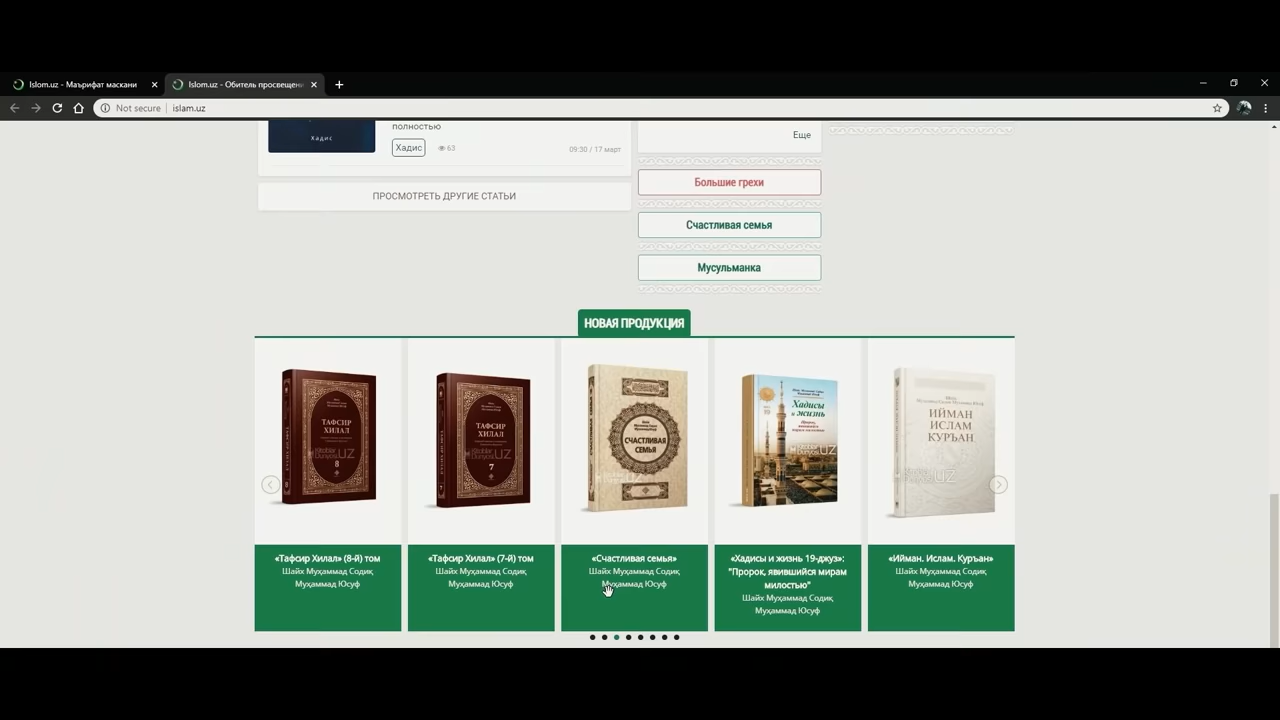 Islom.uz - Маърифат маскани
Islom.uz - Обитель просвещени
Not secure
islam.uz
полностью
Хадис
Хадис
63
09:30 / 17 март
ПРОСМОТРЕТЬ ДРУГИЕ СТАТЬИ
Еще
Большие грехи
Счастливая семья
Мусульманка
НОВАЯ ПРОДУКЦИЯ
ТАФСИР
ХИЛАЛ
8
ТАФСИР
ХИЛАЛ
7
СЧАСТЛИВАЯ
СЕМЬЯ
Хадисы
и жизнь
ИЙМАН
ИСЛАМ
КУРЪАН
«Тафсир Хилал» (8-й) том
Шайх Муҳаммад Содиқ
Муҳаммад Юсуф
«Тафсир Хилал» (7-й) том
Шайх Муҳаммад Содиқ
Муҳаммад Юсуф
«Счастливая семья»
Шайх Муҳаммад Содиқ
Муҳаммад Юсуф
«Хадисы и жизнь 19-джуз»:
"Пророк, явившийся мирам
милостью"
Шайх Муҳаммад Содиқ
Муҳаммад Юсуф
«Ийман. Ислам. Куръан»
Шайх Муҳаммад Содиқ
Муҳаммад Юсуф